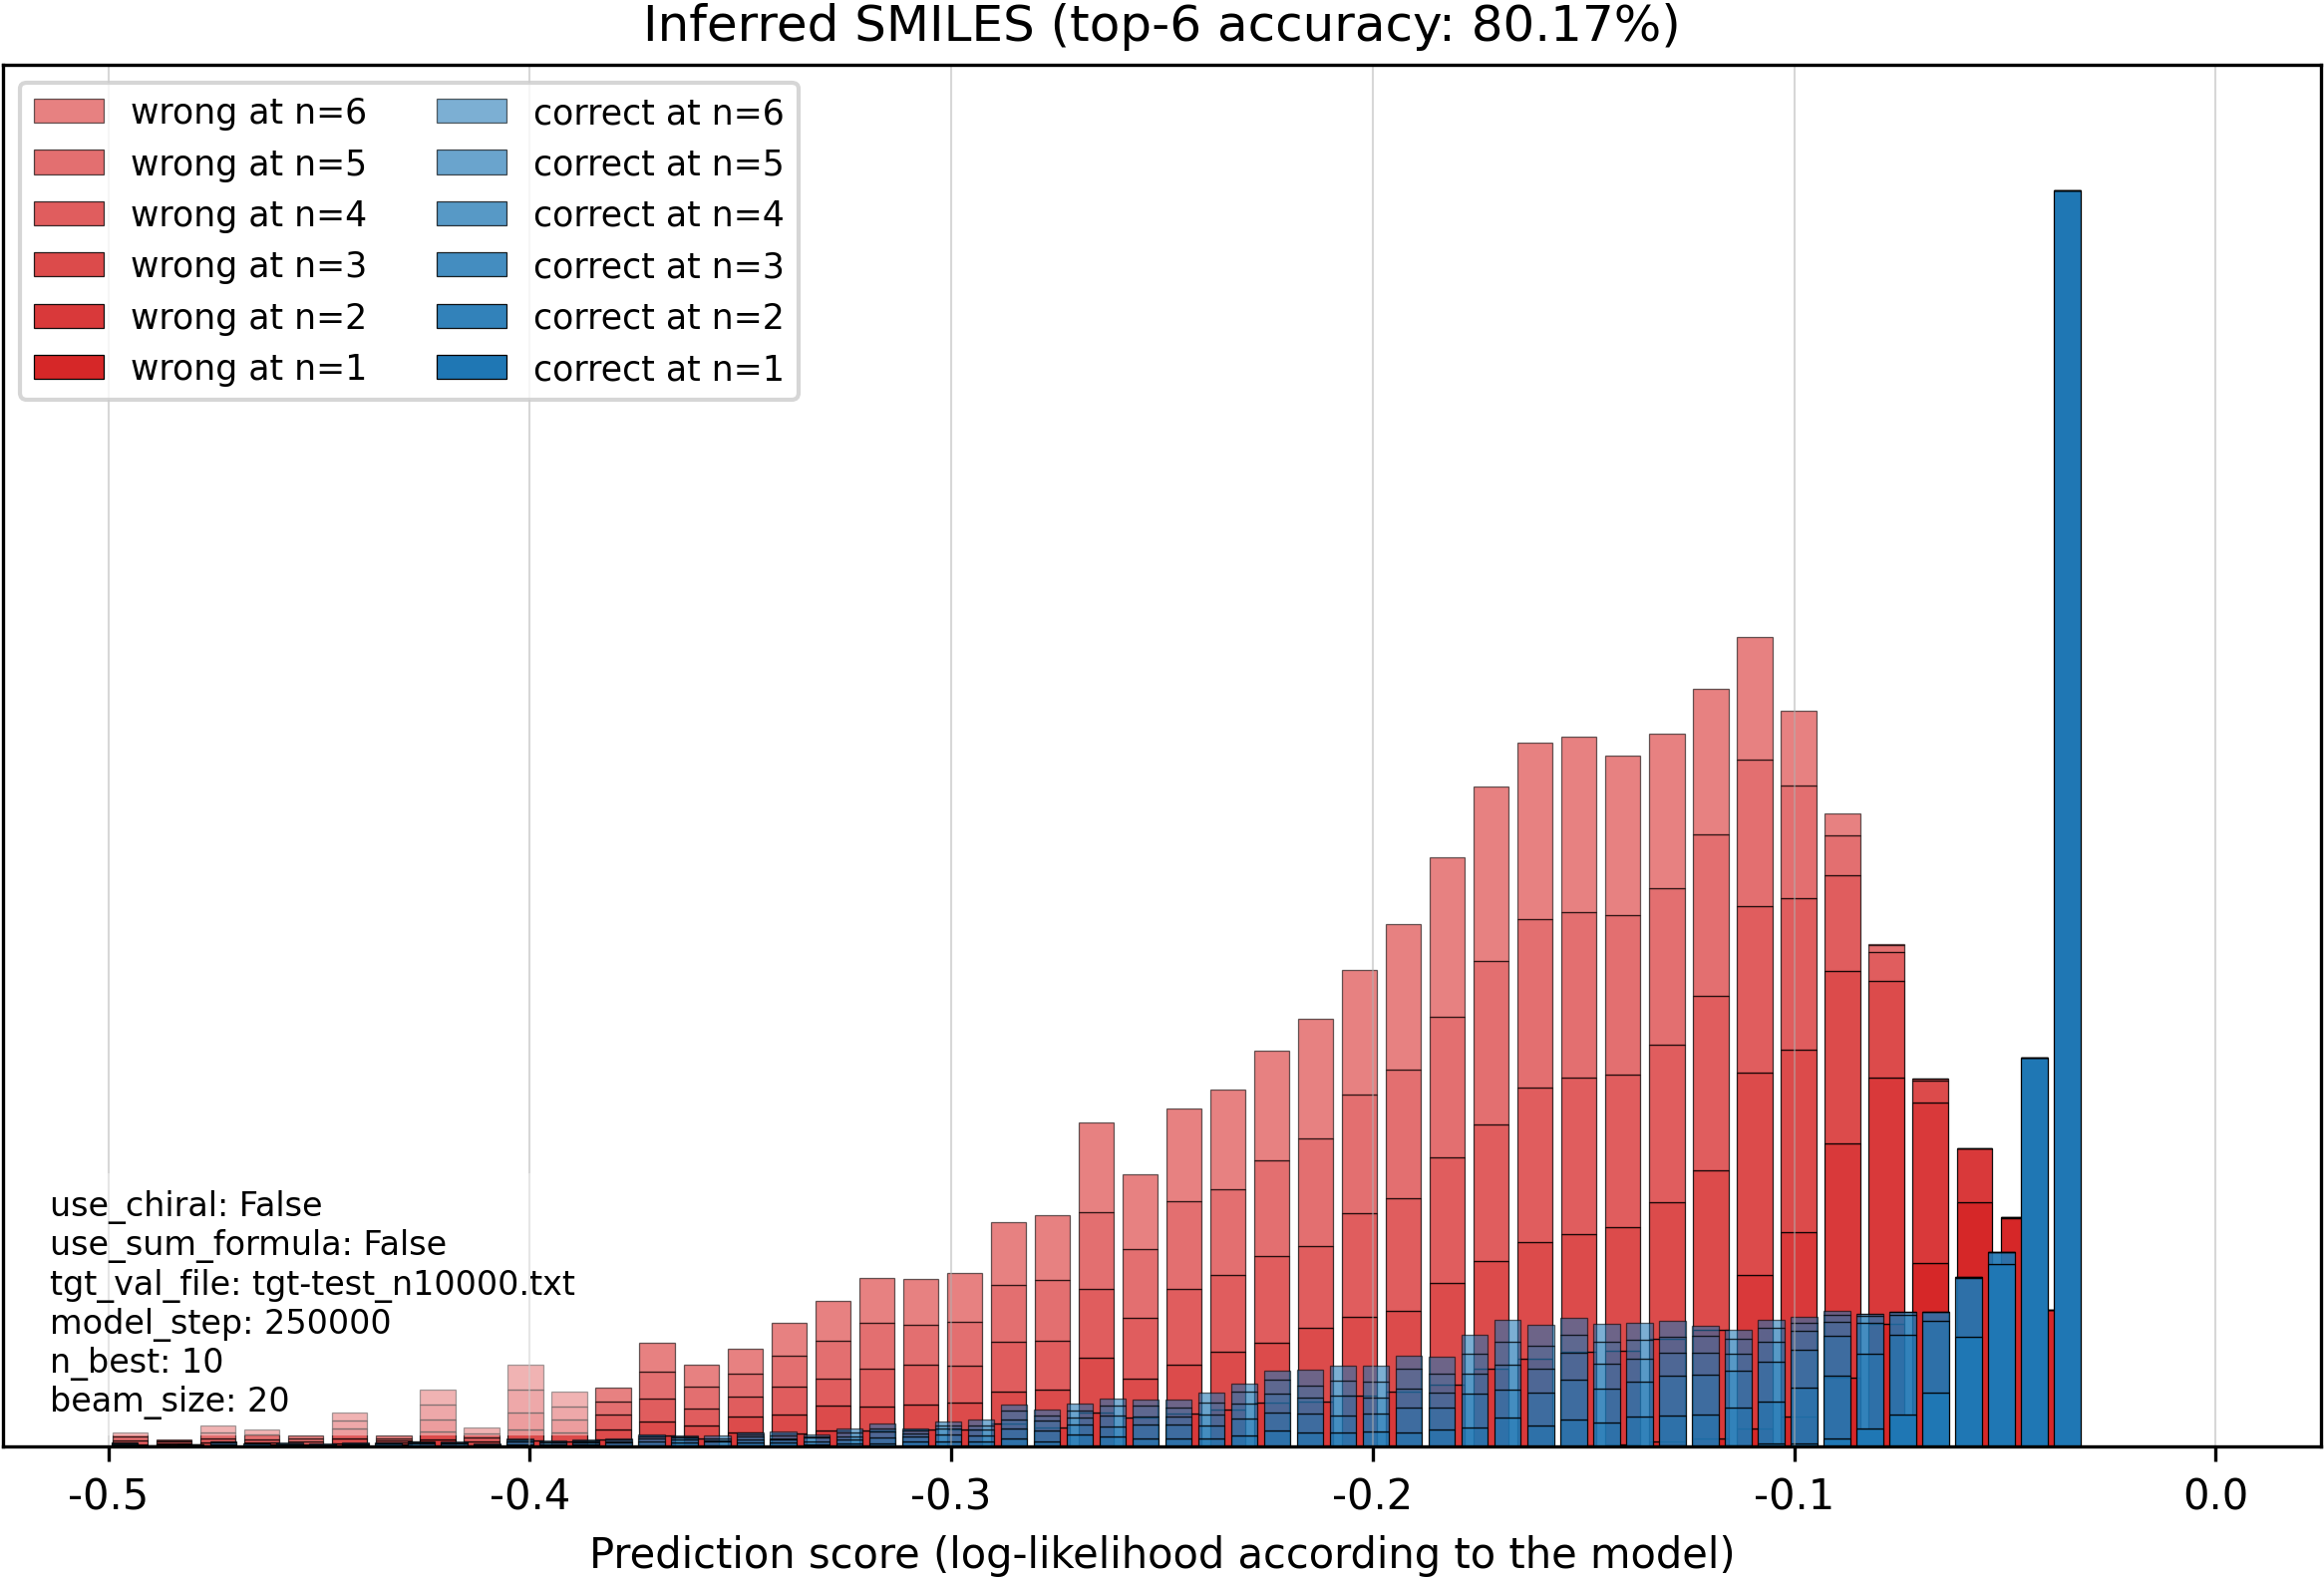 Inferred SMILES (top-6 accuracy: 80.17%)
wrong at n=6
wrong at n=5
wrong at n=4
wrong at n=3
wrong at n=2
wrong at n=1
correct at n=6
correct at n=5
correct at n=4
correct at n=3
correct at n=2
correct at n=1
use_chiral: False
use_sum_formula: False
tgt_val_file: tgt-test_n10000.txt
model_step: 250000
n_best: 10
beam_size: 20
-0.5 -0.4 -0.3 -0.2 -0.1 0.0
Prediction score (log-likelihood according to the model)